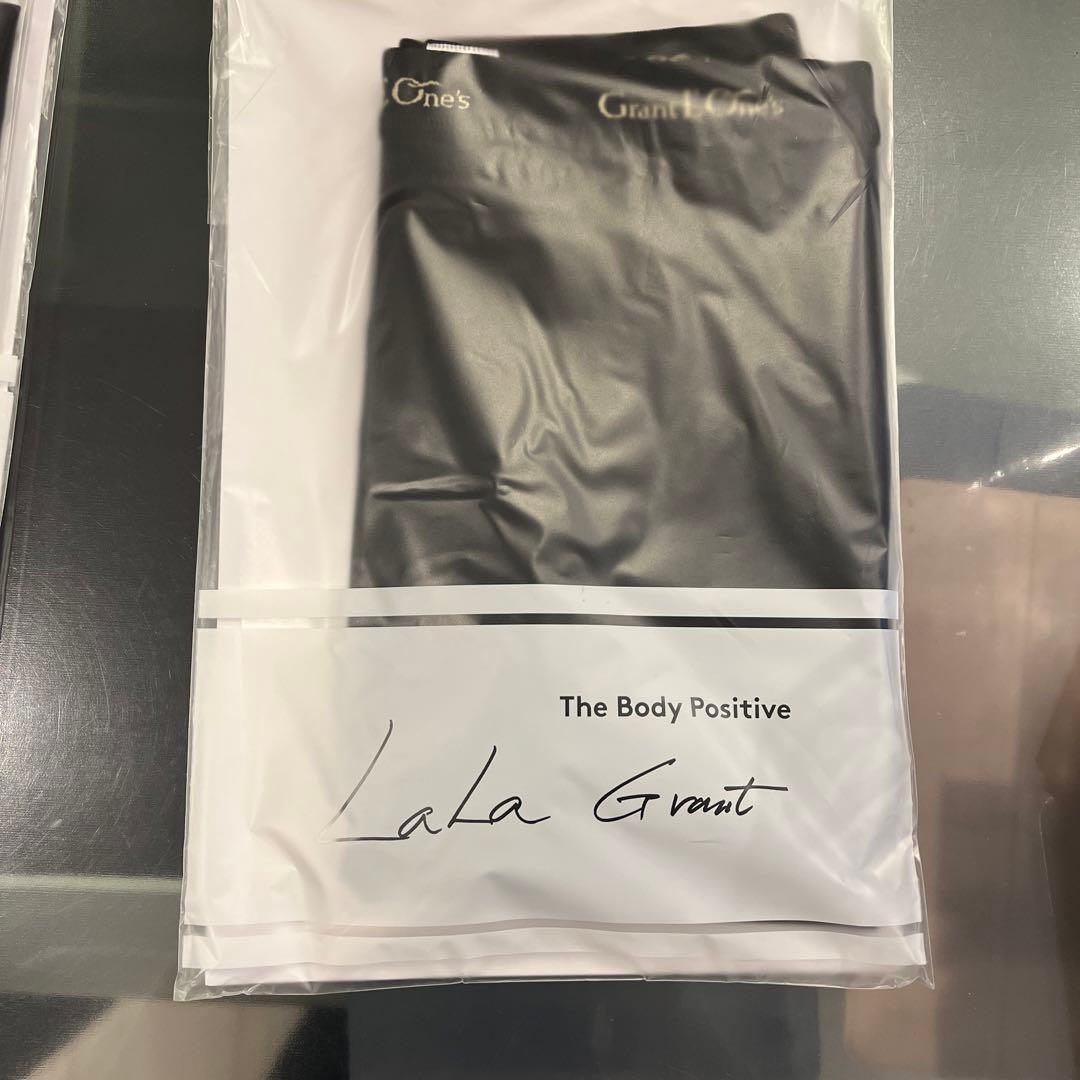 One's
Grant E One's
The Body Positive
LaLa Grant